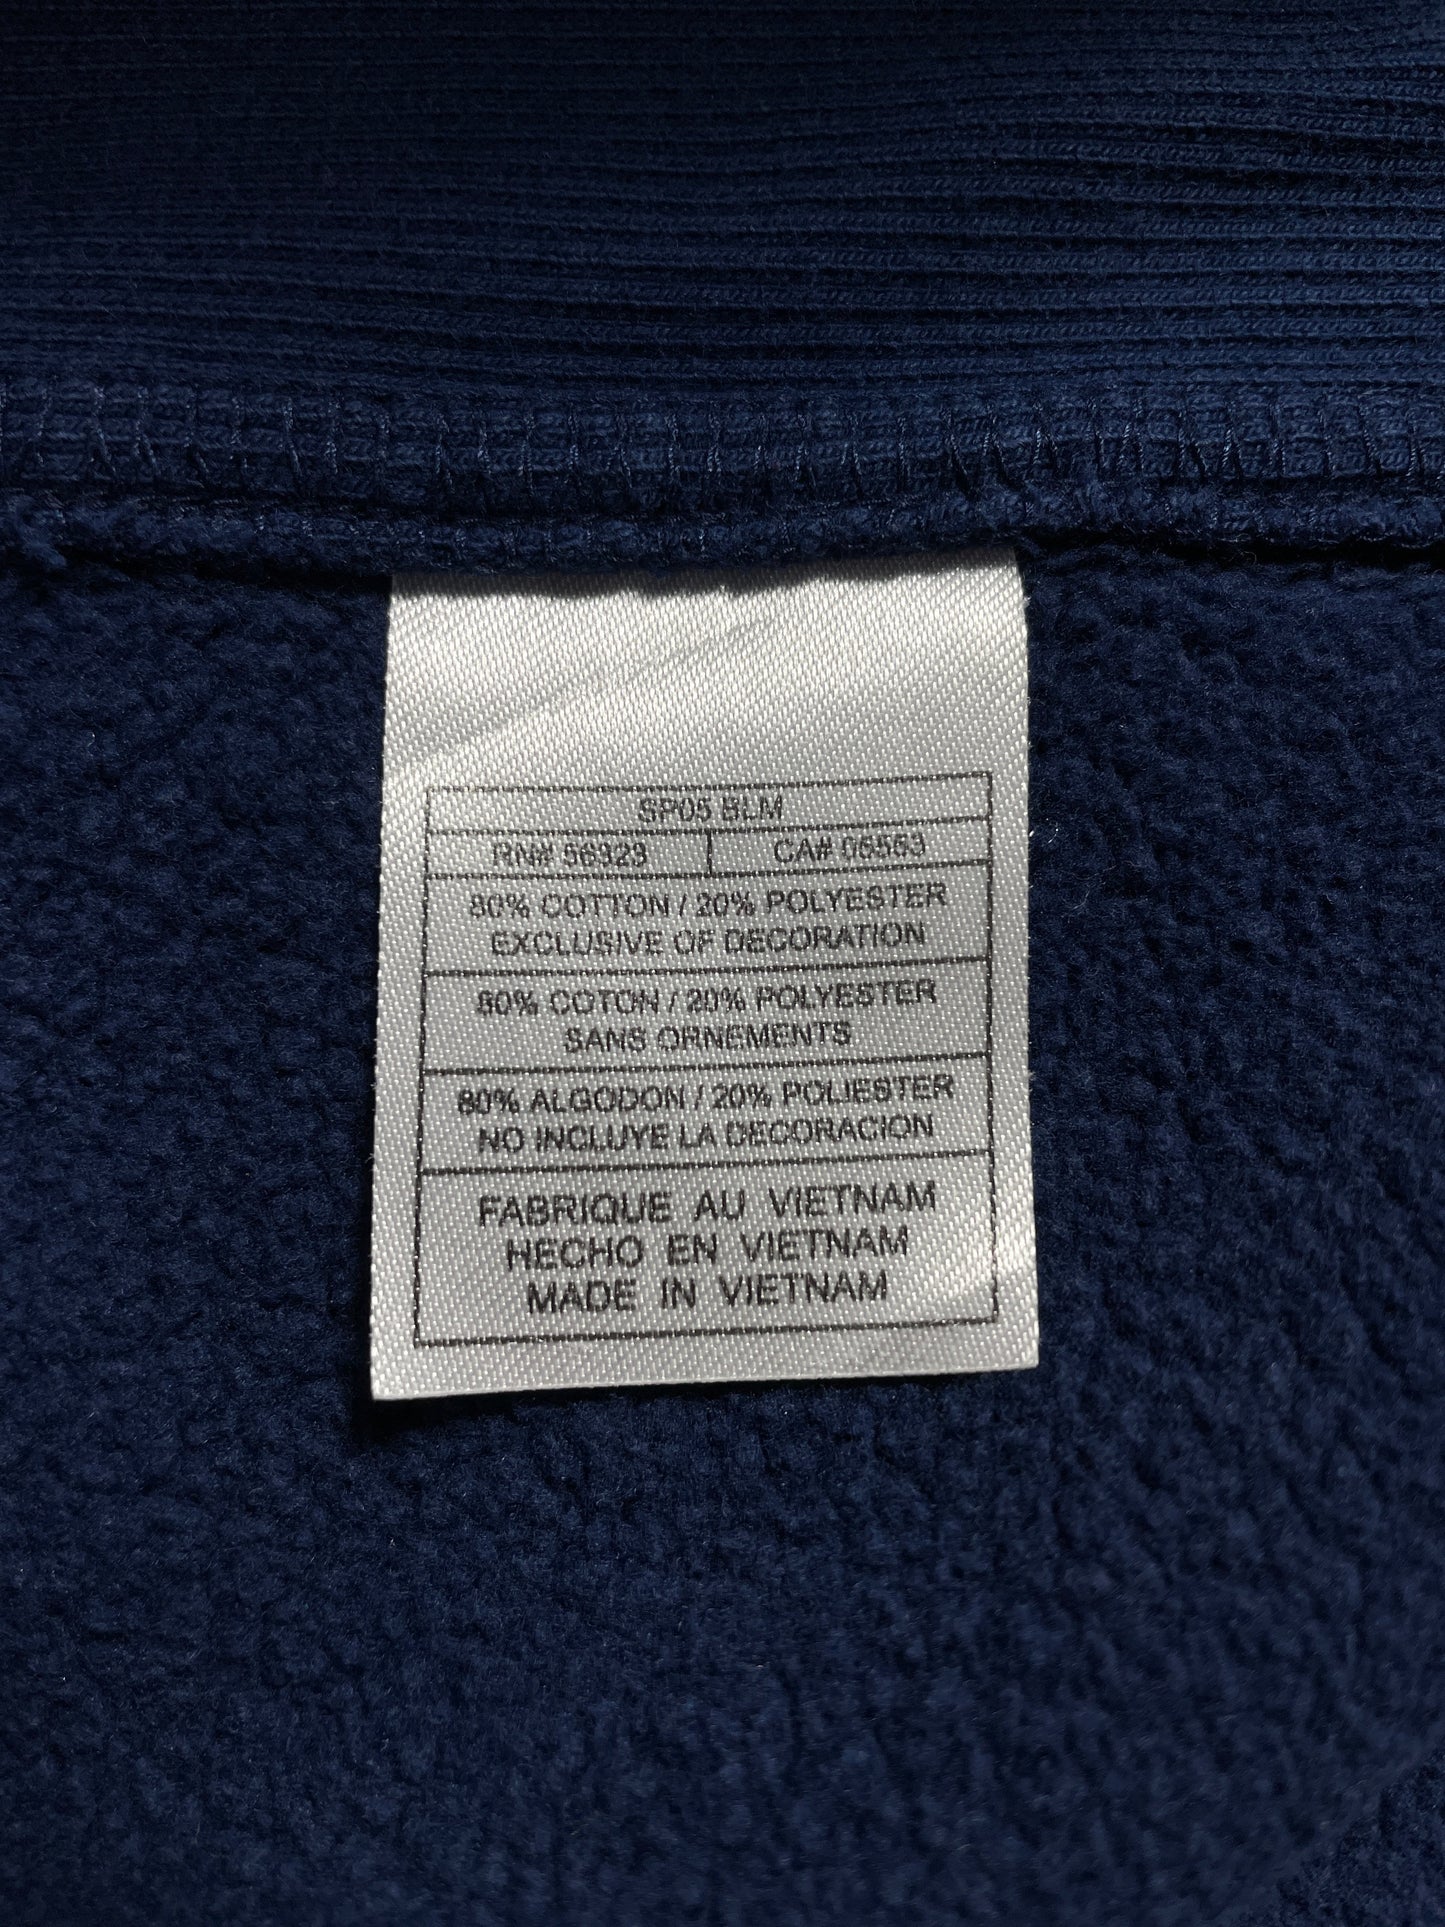 SP05 BLM
RN# 56323 CA# 05553
80% COTTON / 20% POLYESTER
EXCLUSIVE OF DECORATION
80% COTON / 20% POLYESTER
SANS ORNEMENTS
80% ALGODON / 20% POLIESTER
NO INCLUYE LA DECORACION
FABRIQUE AU VIETNAM
HECHO EN VIETNAM
MADE IN VIETNAM